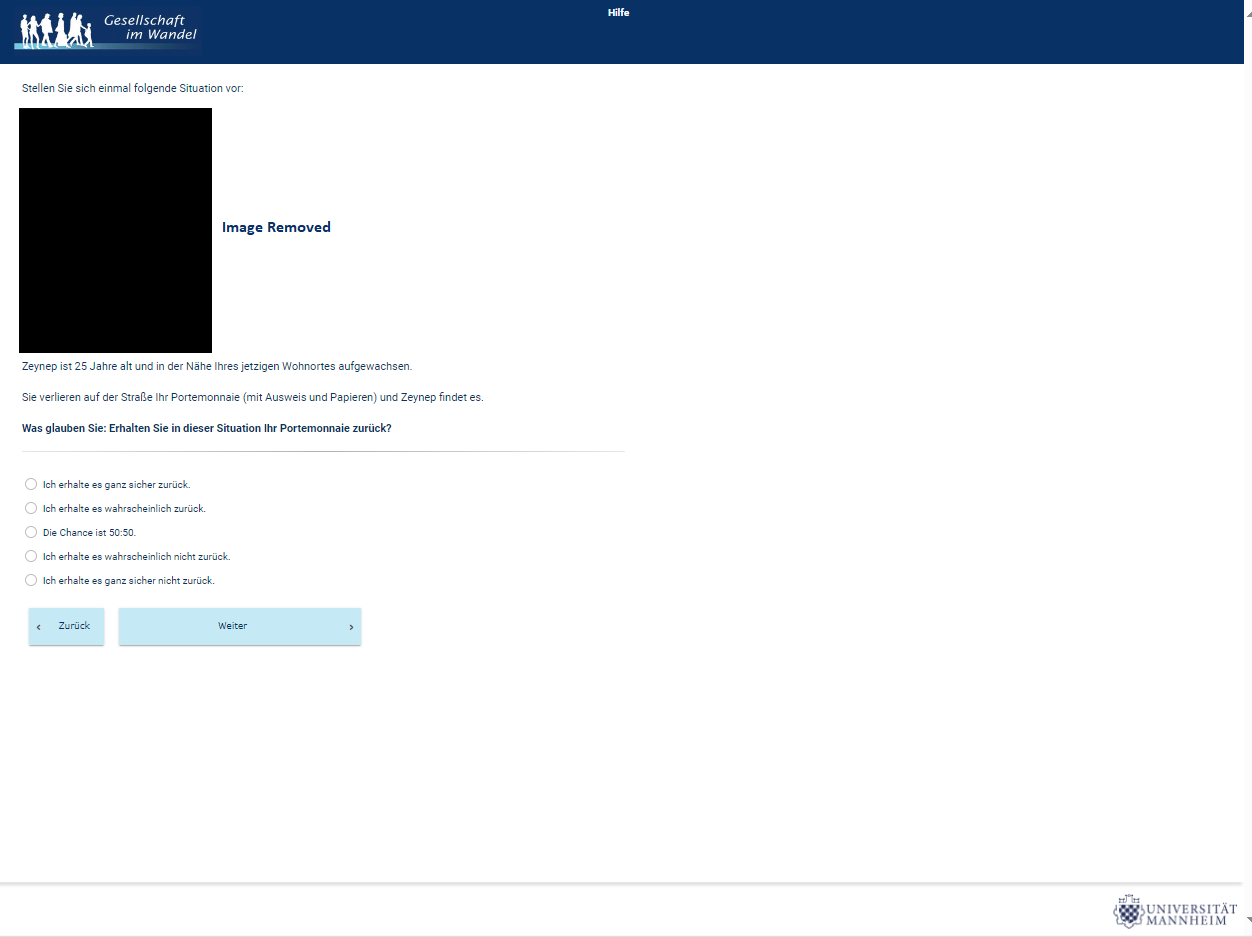 Gesellschaft
im Wandel
Hilfe
Stellen Sie sich einmal folgende Situation vor:
Image Removed
Zeynep ist 25 Jahre alt und in der Nähe Ihres jetzigen Wohnortes aufgewachsen.
Sie verlieren auf der Straße Ihr Portemonnaie (mit Ausweis und Papieren) und Zeynep findet es.
Was glauben Sie: Erhalten Sie in dieser Situation Ihr Portemonnaie zurück?
Ich erhalte es ganz sicher zurück.
Ich erhalte es wahrscheinlich zurück.
Die Chance ist 50:50.
Ich erhalte es wahrscheinlich nicht zurück.
Ich erhalte es ganz sicher nicht zurück.
‹ Zurück
Weiter ›
UNIVERSITÄT
MANNHEIM